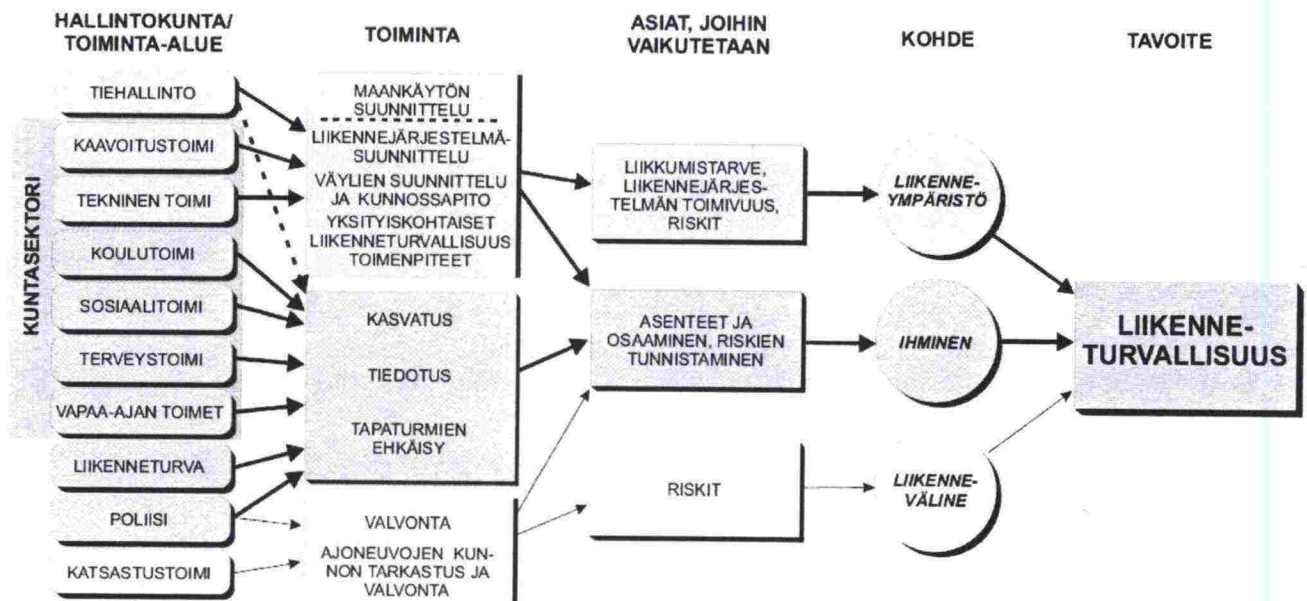 HALLINTOKUNTA/
TOIMINTA-ALUE
TOIMINTA
ASIAT, JOIHIN
VAIKUTETAAN
KOHDE
TAVOITE
KUNTASEKTORI
TIEHALLINTO
KAAVOITUSTOIMI
TEKNINEN TOIMI
KOULUTOIMI
SOSIAALITOIMI
TERVEYSTOIMI
VAPAA-AJAN TOIMET
LIIKENNETURVA
POLIISI
KATSASTUSTOIMI
MAANKÄYTÖN
SUUNNITTELU
LIIKENNEJÄRJESTELMÄ-
SUUNNITTELU
VÄYLIEN SUUNNITTELU
JA KUNNOSSAPITO
YKSITYISKOHTAISET
LIIKENNETURVALLISUUS
TOIMENPITEET
KASVATUS
TIEDOTUS
TAPATURMIEN
EHKÄISY
VALVONTA
AJONEUVOJEN KUN-
NON TARKASTUS JA
VALVONTA
LIIKKUMISTARVE,
LIIKENNEJÄRJES-
TELMÄN TOIMIVUUS,
RISKIT
ASENTEET JA
OSAAMINEN, RISKIEN
TUNNISTAMINEN
RISKIT
LIIKENNE-
YMPÄRISTÖ
IHMINEN
LIIKENNE-
VÄLINE
LIIKENNE-
TURVALLISUUS